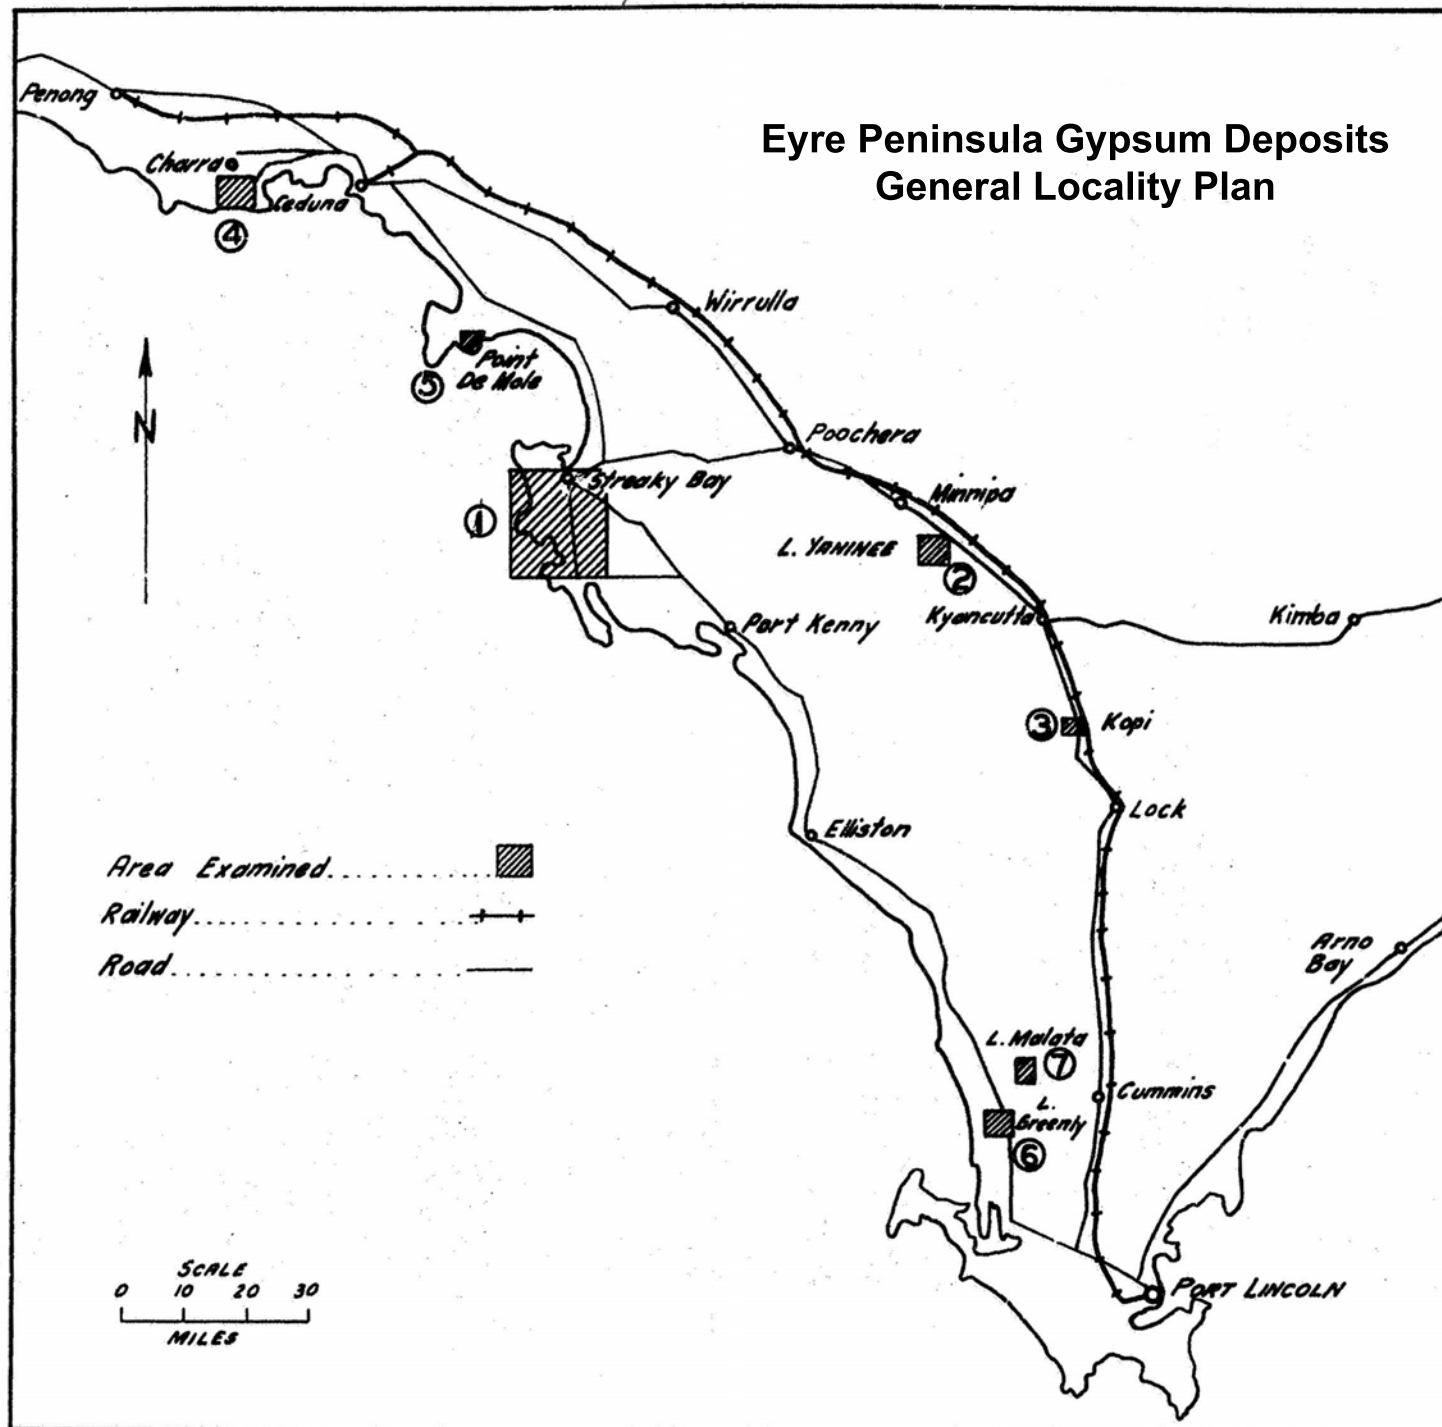 Eyre Peninsula Gypsum Deposits
General Locality Plan
Penong
Charra
Ceduna
4
Wirrulla
Point
De Mole
5
N
Poochera
Streaky Bay
Minnipa
1
L. YANINEE
2
Kyancutta
Kimba
Port Kenny
3
Kopi
Lock
Elliston
Area Examined
Railway
Road
Arno
Bay
L. Malata
7
Cummins
L.
Greenly
6
SCALE
0 10 20 30
MILES
PORT LINCOLN